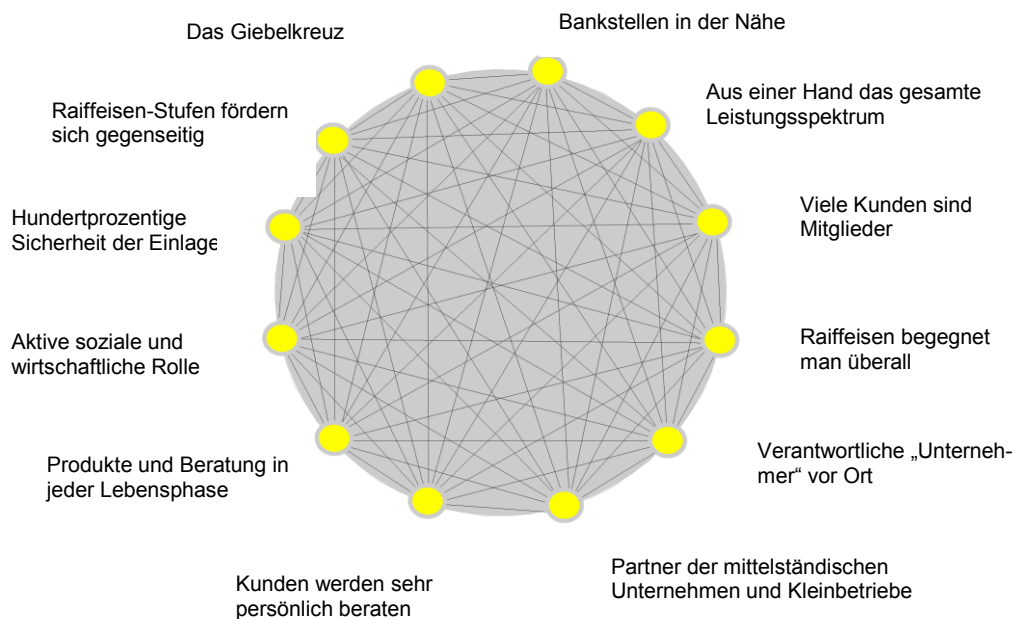 Das Giebelkreuz
Bankstellen in der Nähe
Aus einer Hand das gesamte
Leistungsspektrum
Viele Kunden sind
Mitglieder
Raiffeisen begegnet
man überall
Verantwortliche „Unterneh-
mer“ vor Ort
Partner der mittelständischen
Unternehmen und Kleinbetriebe
Kunden werden sehr
persönlich beraten
Produkte und Beratung in
jeder Lebensphase
Aktive soziale und
wirtschaftliche Rolle
Hundertprozentige
Sicherheit der Einlage
Raiffeisen-Stufen fördern
sich gegenseitig